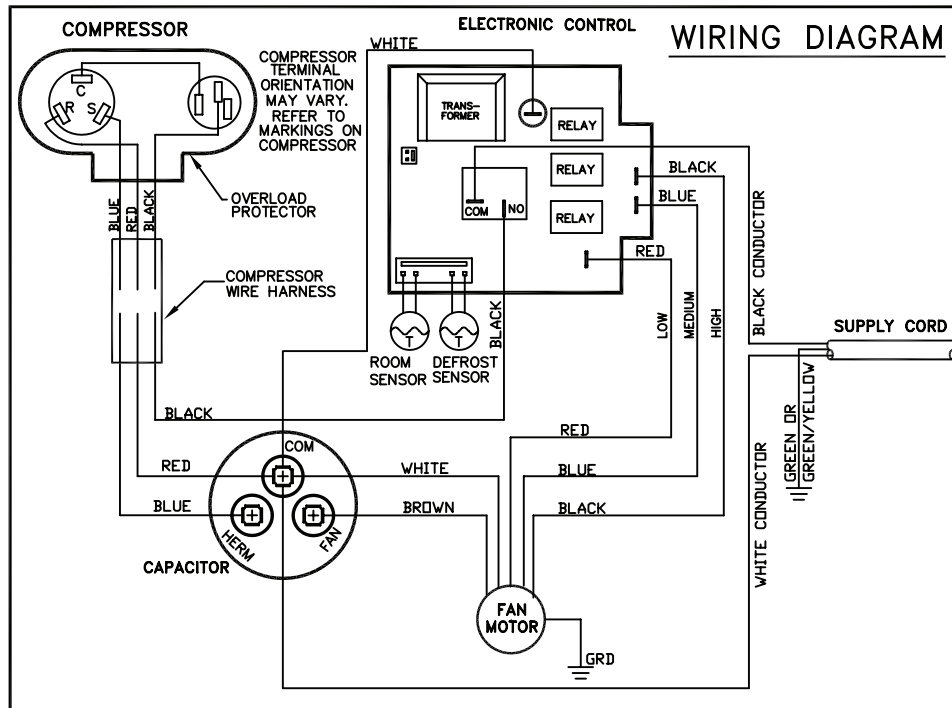 WIRING DIAGRAM
COMPRESSOR
ELECTRONIC CONTROL
WHITE
COMPRESSOR
TERMINAL
ORIENTATION
MAY VARY.
REFER TO
MARKINGS ON
COMPRESSOR
C
R
S
TRANS-
FORMER
RELAY
RELAY
RELAY
COM
NO
BLACK
BLUE
RED
OVERLOAD
PROTECTOR
BLUE
RED
BLACK
COMPRESSOR
WIRE HARNESS
T
T
ROOM
SENSOR
DEFROST
SENSOR
BLACK
LOW
MEDIUM
HIGH
BLACK CONDUCTOR
SUPPLY CORD
GREEN OR
GREEN/YELLOW
WHITE CONDUCTOR
BLACK
COM
RED
WHITE
RED
BLUE
BLUE
BROWN
BLACK
HERM
FAN
CAPACITOR
FAN
MOTOR
GRD